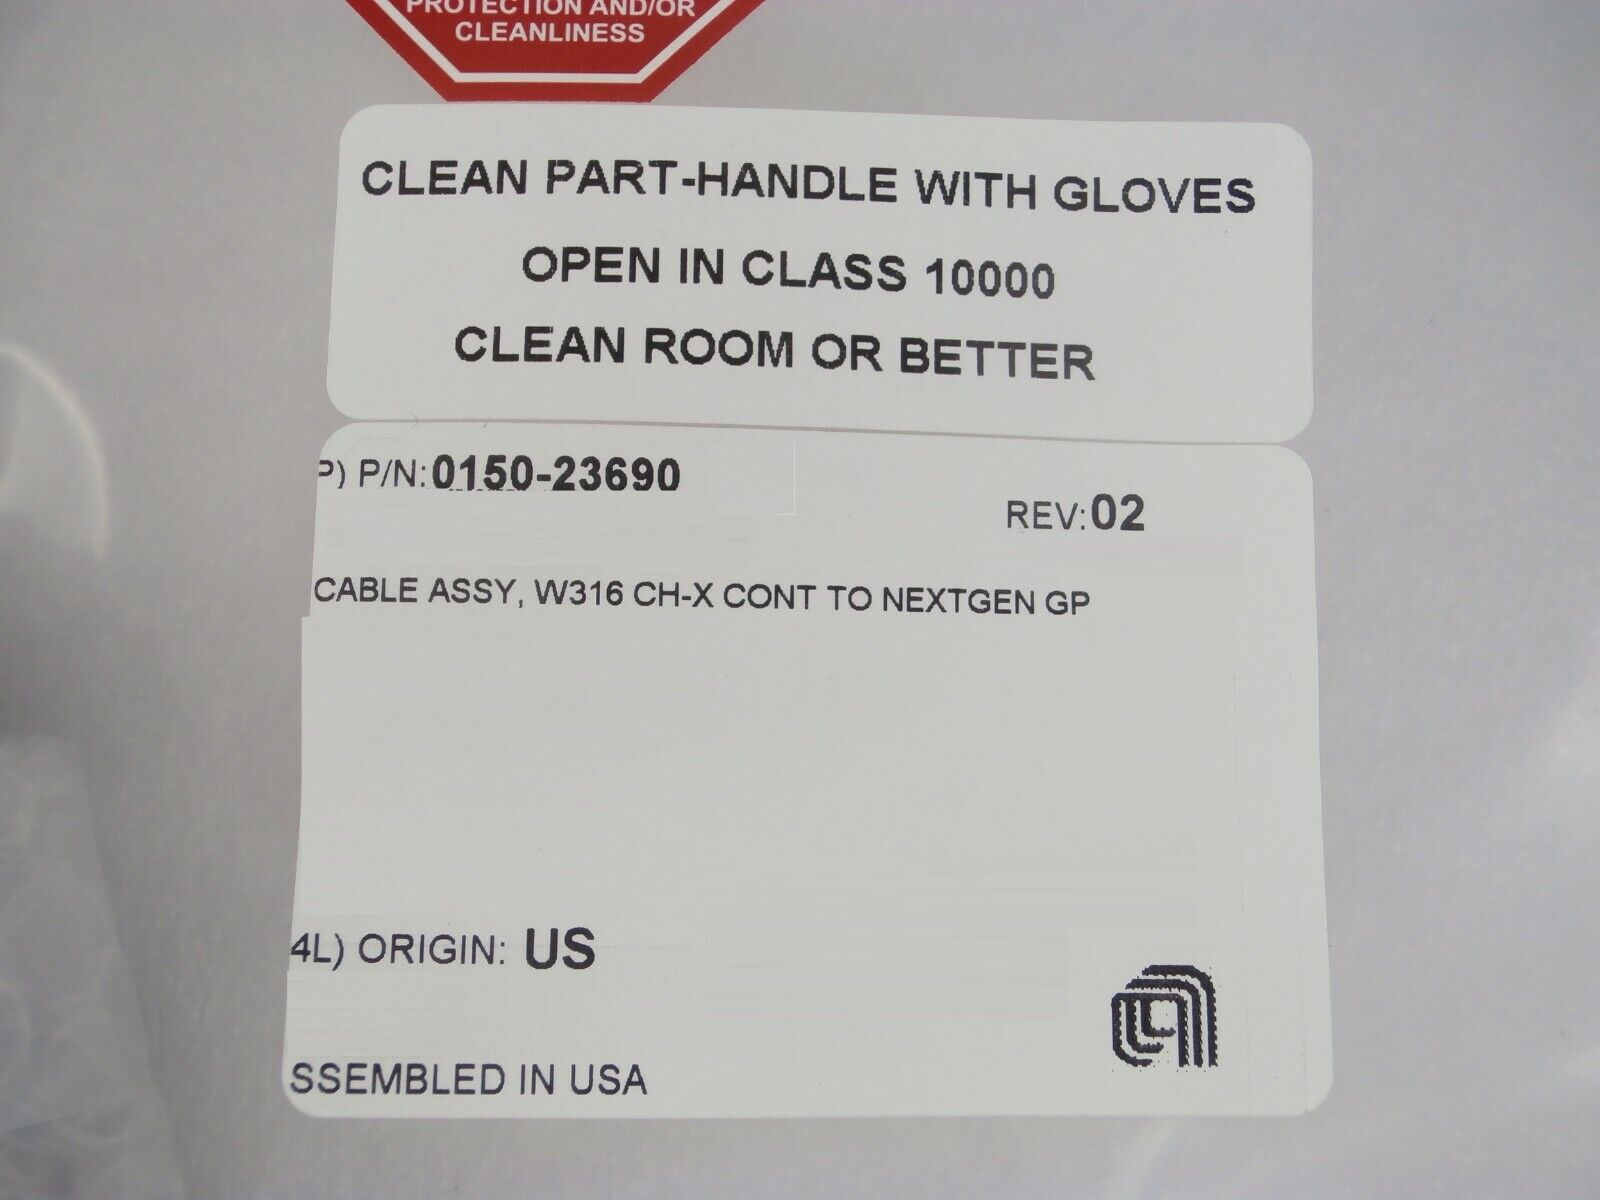 PROTECTION AND/OR
CLEANLINESS
CLEAN PART-HANDLE WITH GLOVES
OPEN IN CLASS 10000
CLEAN ROOM OR BETTER
P) P/N: 0150-23690
REV: 02
CABLE ASSY, W316 CH-X CONT TO NEXTGEN GP
4L) ORIGIN: US
SSEMBLED IN USA